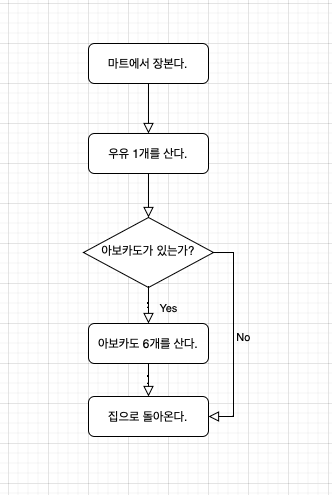 마트에서 장본다.
우유 1개를 산다.
아보카도가 있는가?
Yes
No
아보카도 6개를 산다.
집으로 돌아온다.